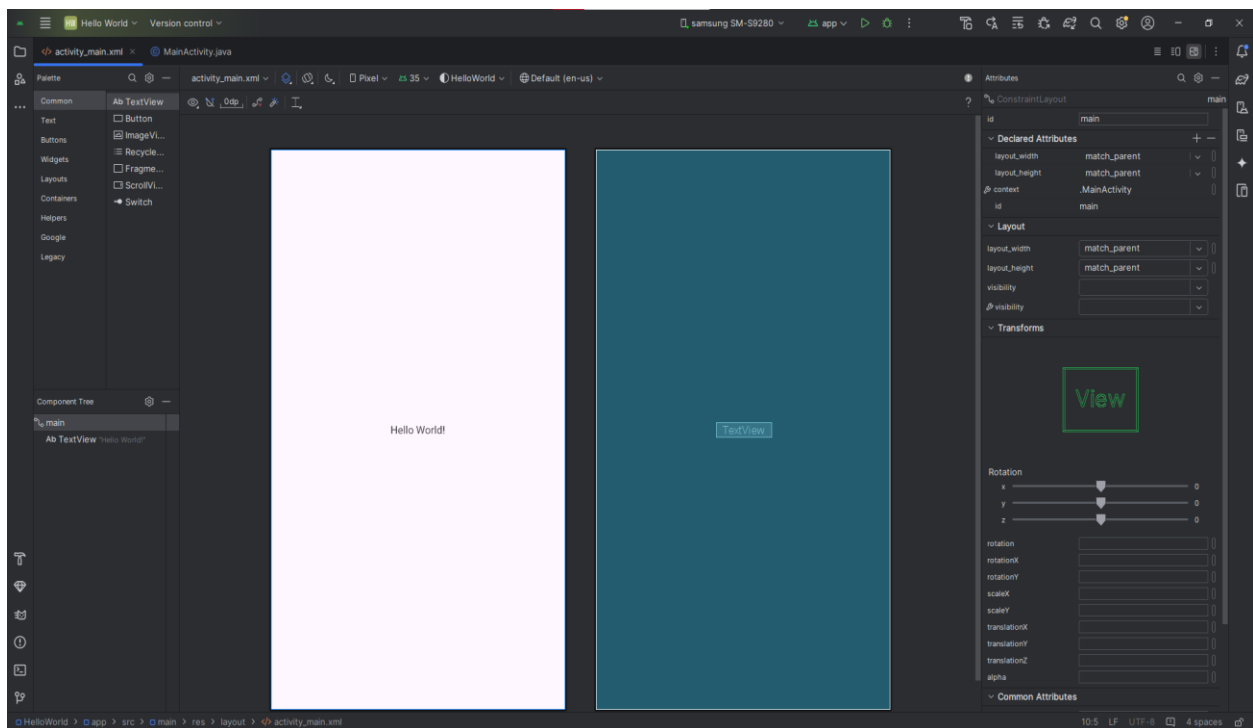 HW Hello World Version control samsung SM-S9280 app
activity_main.xml MainActivity.java
Palette
Common
Text
Buttons
Widgets
Layouts
Containers
Helpers
Google
Legacy
Ab TextView
Button
ImageVi...
Recycle...
Fragme...
ScrollVi...
Switch
activity_main.xml Pixel 35 HelloWorld Default (en-us)
0dp
?
Hello World!
TextView
Component Tree
main
Ab TextView "Hello World!"
Attributes
ConstraintLayout main
id main
Declared Attributes
layout_width match_parent
layout_height match_parent
context .MainActivity
id main
Layout
layout_width match_parent
layout_height match_parent
visibility
visibility
Transforms
View
Rotation
x 0
y 0
z 0
rotation
rotationX
rotationY
scaleX
scaleY
translationX
translationY
translationZ
alpha
Common Attributes
HelloWorld > app > src > main > res > layout > activity_main.xml 10:5 LF UTF-8 4 spaces